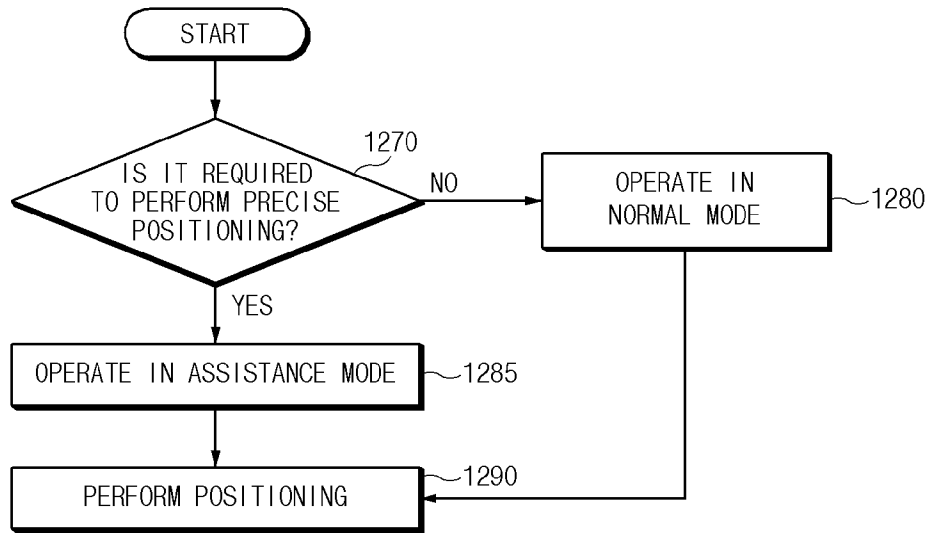 START
1270
IS IT REQUIRED
TO PERFORM PRECISE
POSITIONING?
NO
OPERATE IN
NORMAL MODE
1280
YES
OPERATE IN ASSISTANCE MODE
1285
PERFORM POSITIONING
1290